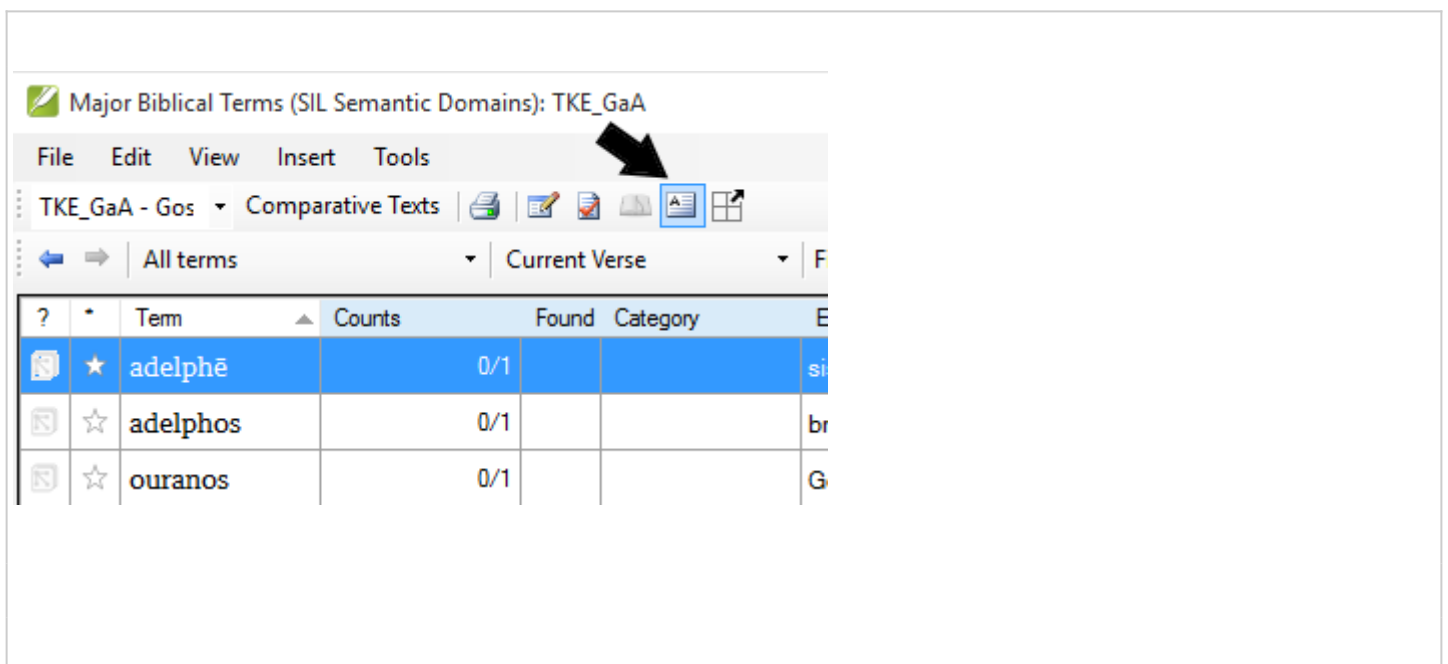 Major Biblical Terms (SIL Semantic Domains): TKE_GaA
File Edit View Insert Tools
TKE_GaA - Gos Comparative Texts
All terms Current Verse
? * Term Counts Found Category
adelphē 0/1
adelphos 0/1
ouranos 0/1